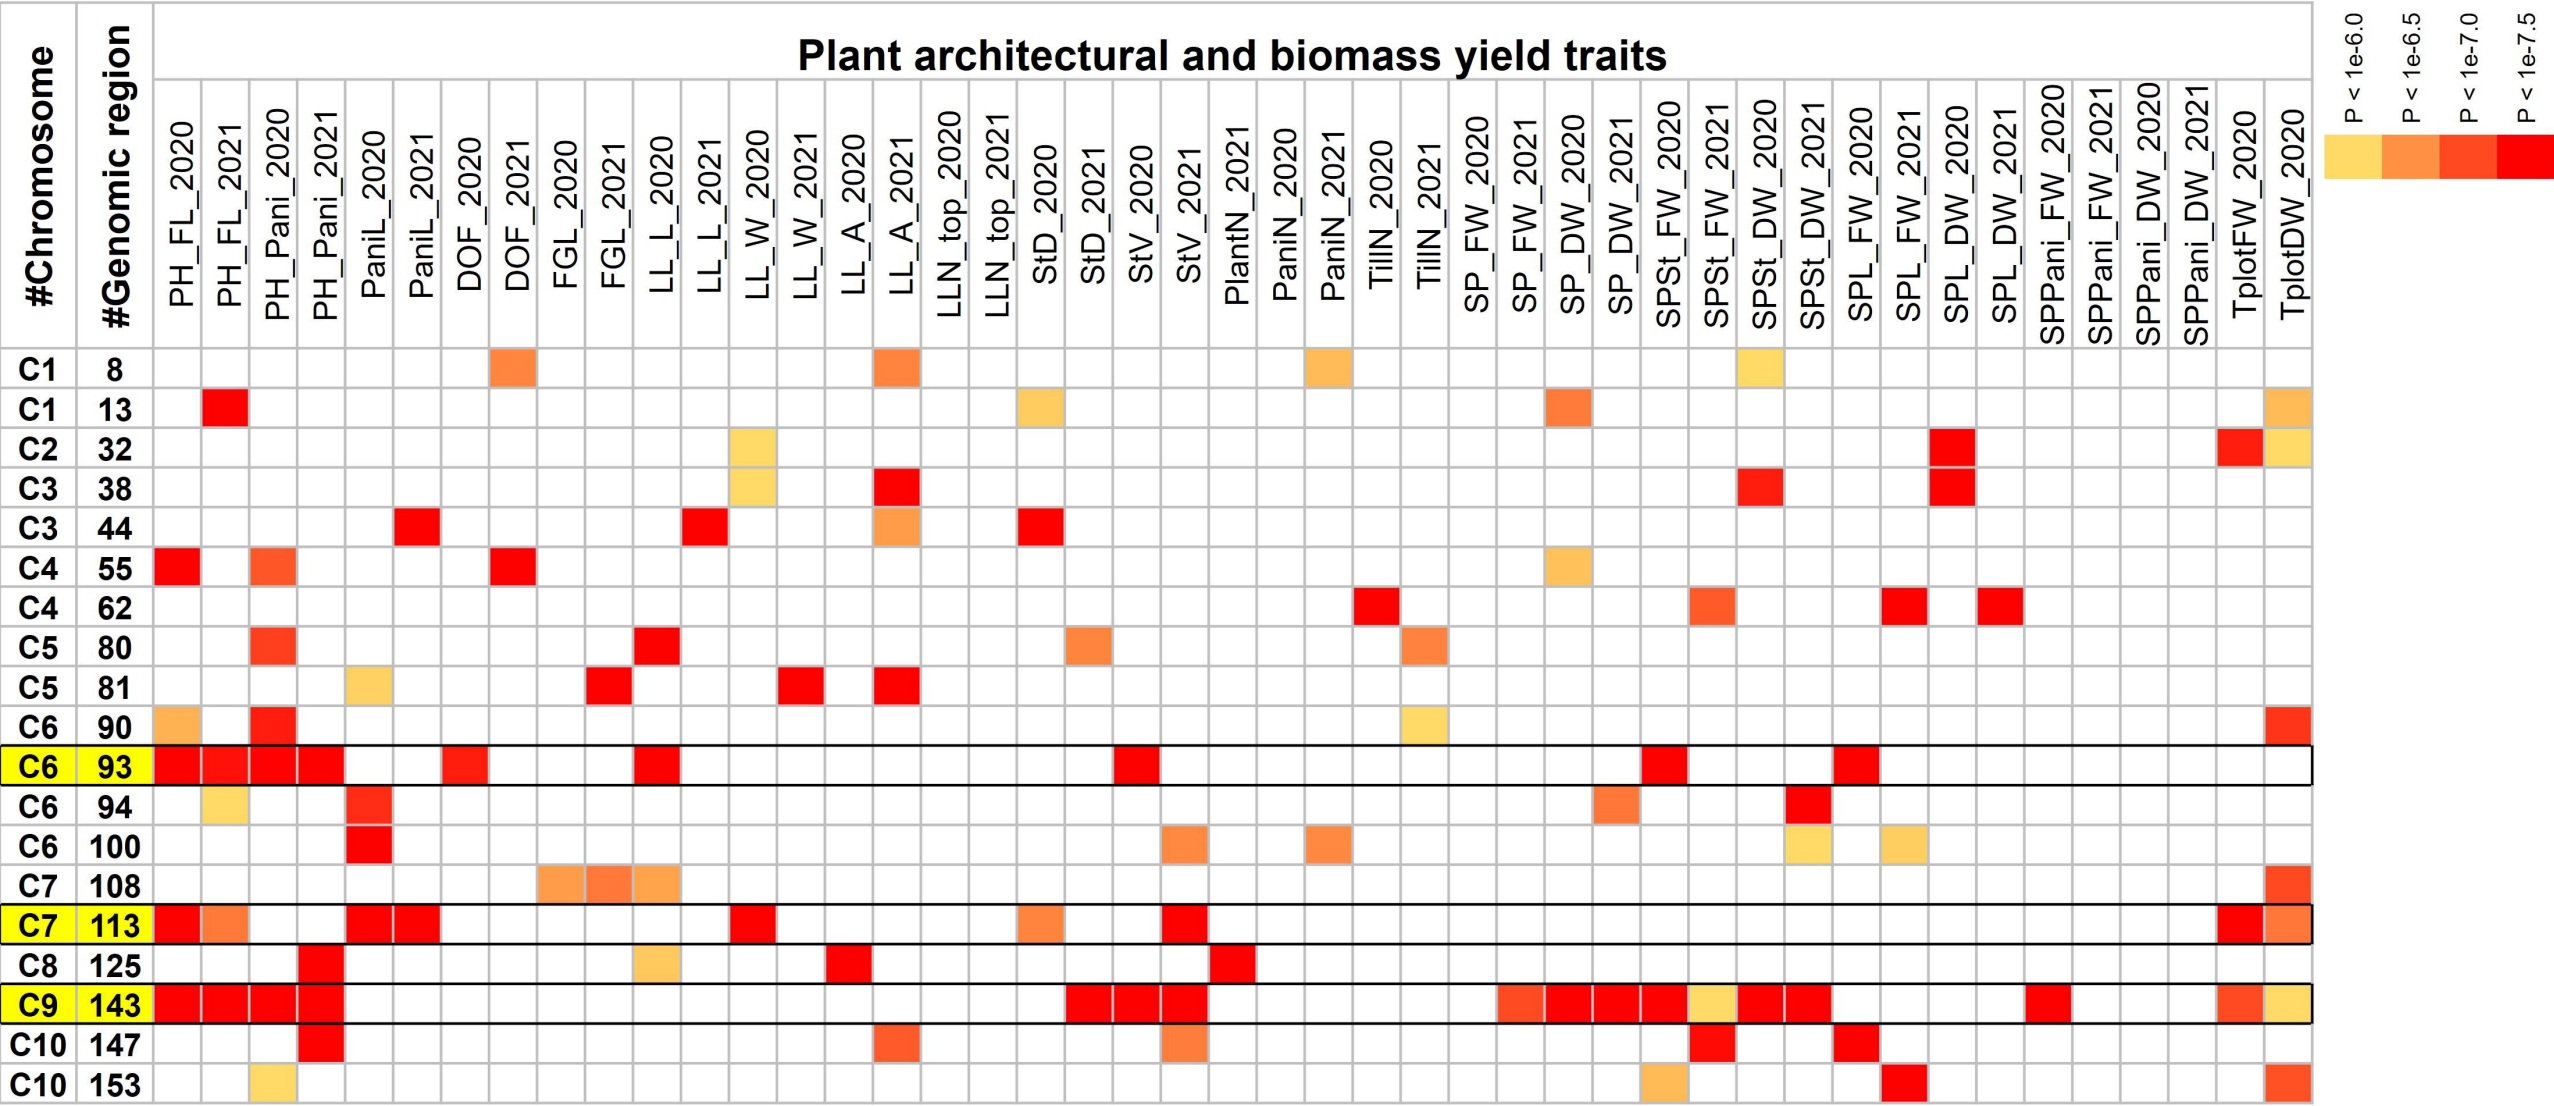 Plant architectural and biomass yield traits
#Chromosome
#Genomic region
PH_FL_2020
PH_FL_2021
PH_Pani_2020
PH_Pani_2021
PaniL_2020
PaniL_2021
DOF_2020
DOF_2021
FGL_2020
FGL_2021
LL_L_2020
LL_L_2021
LL_W_2020
LL_W_2021
LL_A_2020
LL_A_2021
LLN_top_2020
LLN_top_2021
StD_2020
StD_2021
StV_2020
StV_2021
PlantN_2021
PaniN_2020
PaniN_2021
TillN_2020
TillN_2021
SP_FW_2020
SP_FW_2021
SP_DW_2020
SP_DW_2021
SPSt_FW_2020
SPSt_FW_2021
SPSt_DW_2020
SPSt_DW_2021
SPL_FW_2020
SPL_FW_2021
SPL_DW_2020
SPL_DW_2021
SPPani_FW_2020
SPPani_FW_2021
SPPani_DW_2020
SPPani_DW_2021
TplotFW_2020
TplotDW_2020
P < 1e-6.0
P < 1e-6.5
P < 1e-7.0
P < 1e-7.5
C1 8
C1 13
C2 32
C3 38
C3 44
C4 55
C4 62
C5 80
C5 81
C6 90
C6 93
C6 94
C6 100
C7 108
C7 113
C8 125
C9 143
C10 147
C10 153